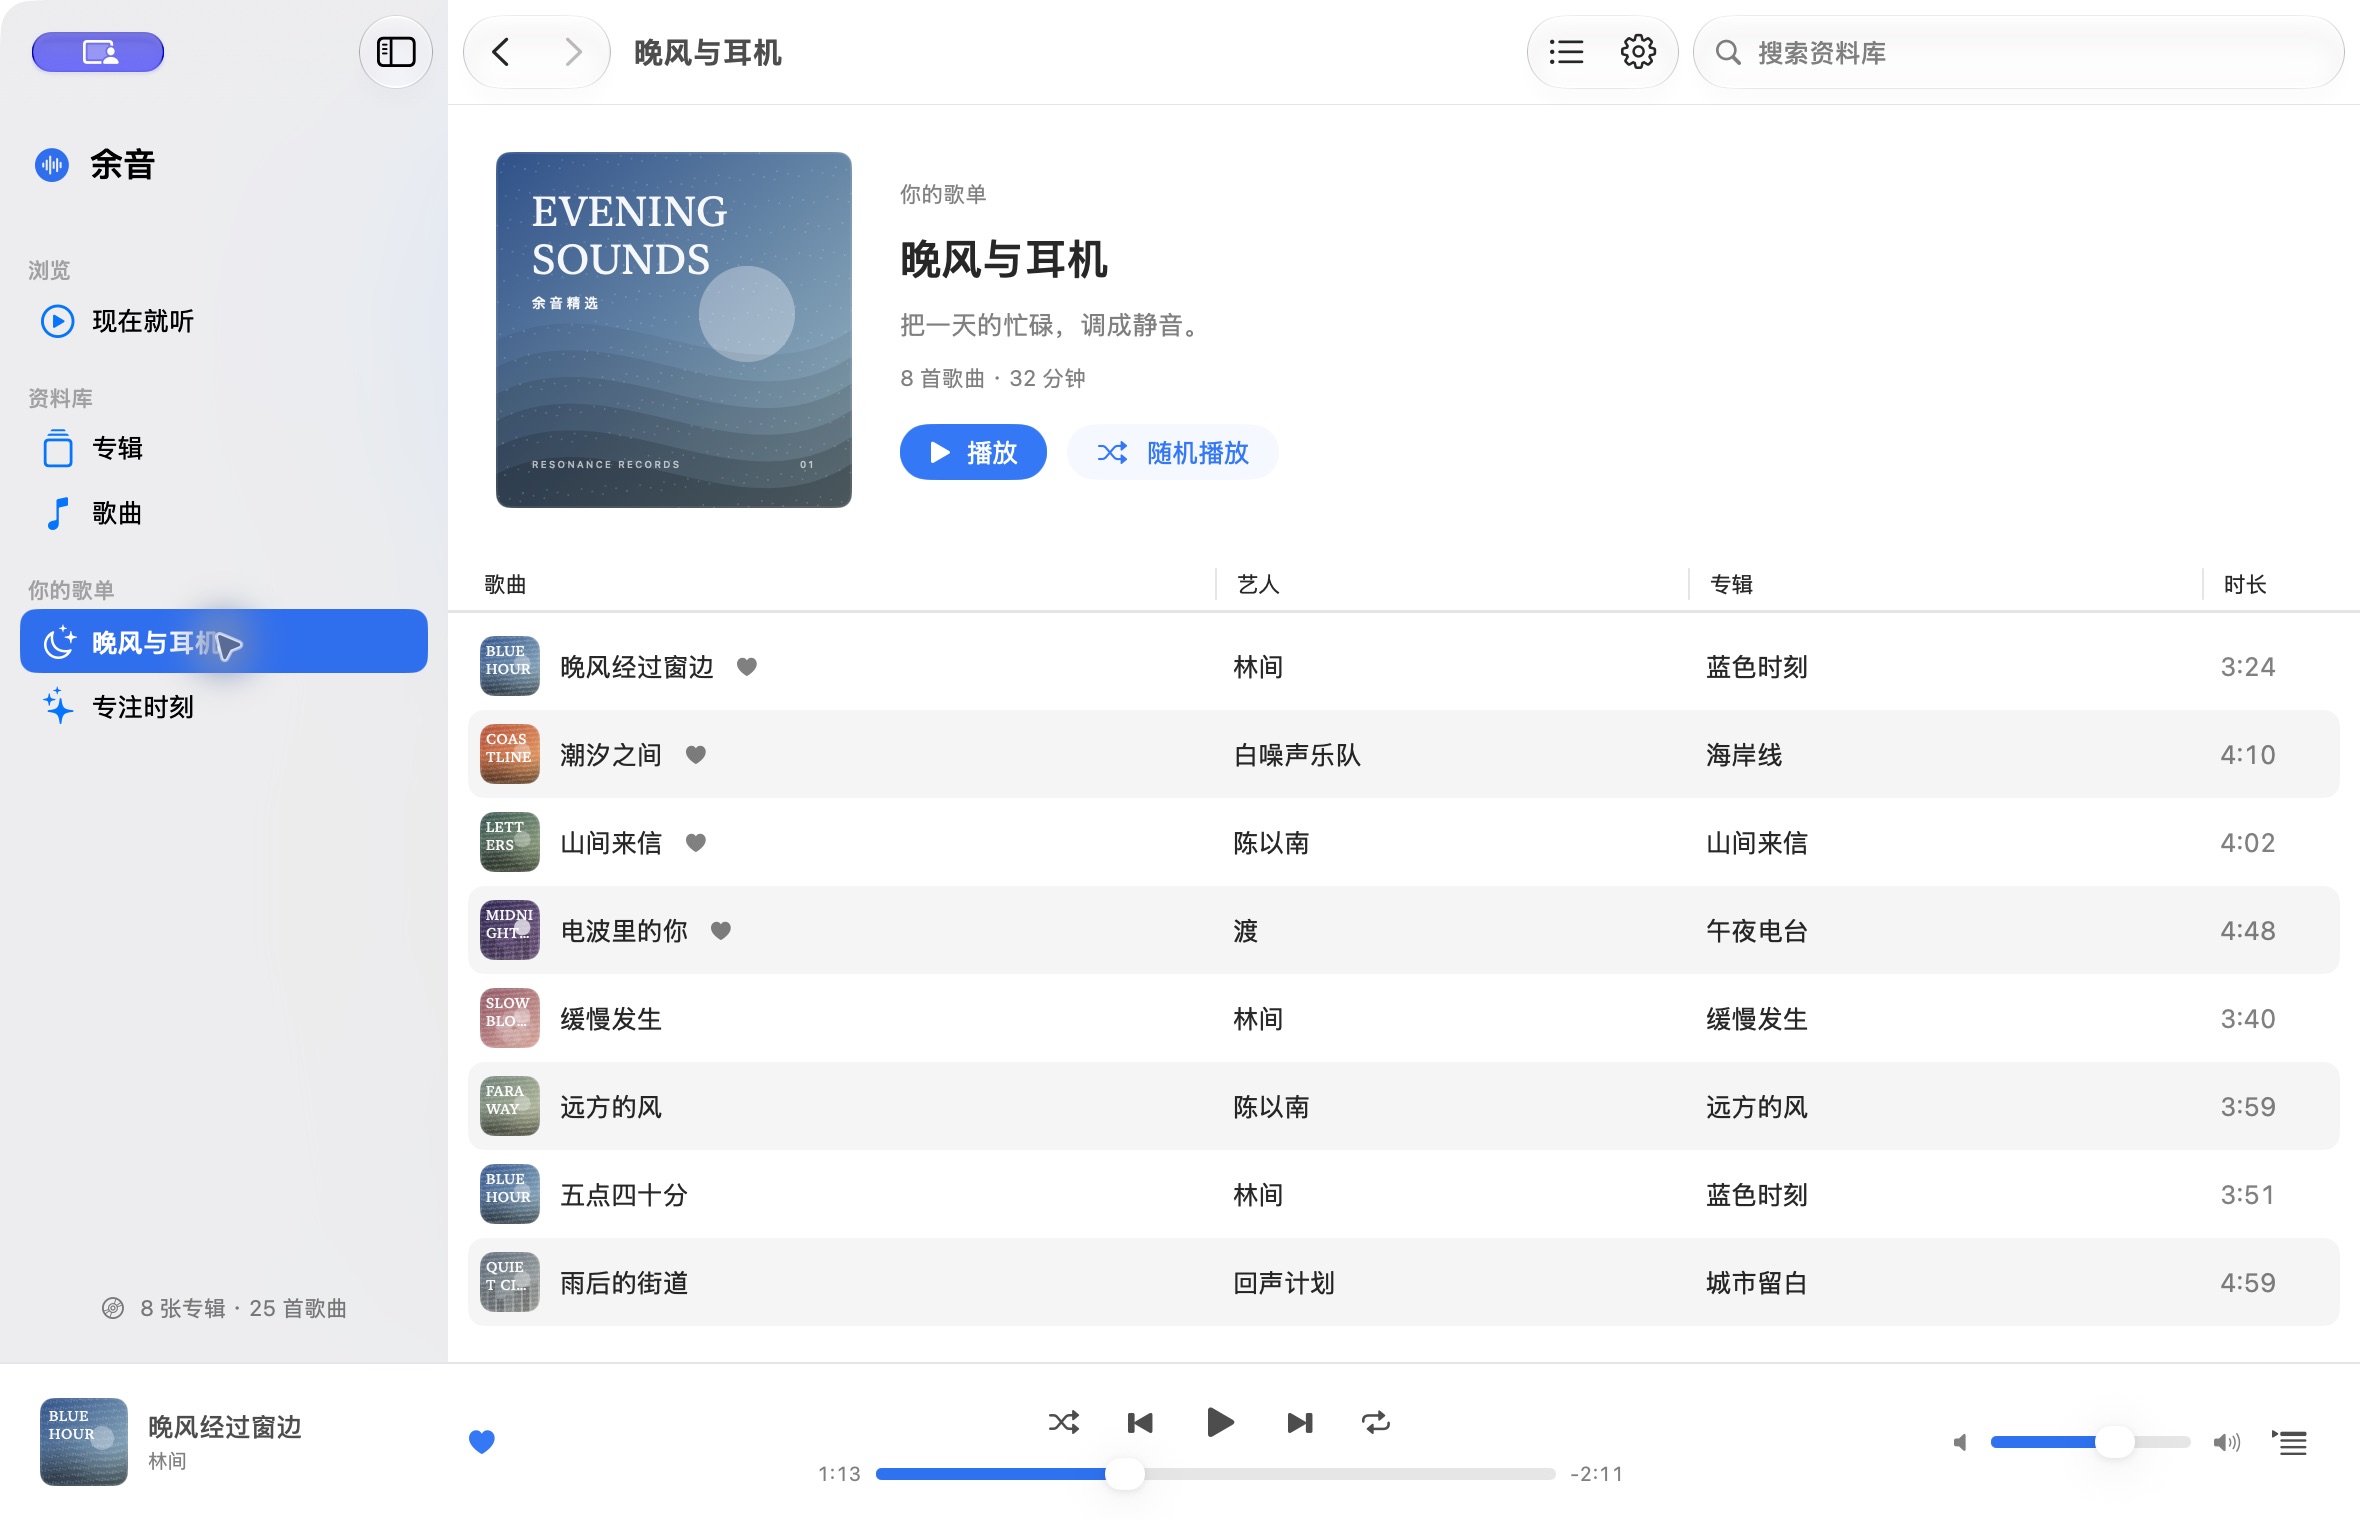 晚风与耳机
搜索资料库
余音
浏览
现在就听
资料库
专辑
歌曲
你的歌单
晚风与耳机
专注时刻
8 张专辑 · 25 首歌曲
EVENING
SOUNDS
余音精选
RESONANCE RECORDS 01
你的歌单
晚风与耳机
把一天的忙碌，调成静音。
8 首歌曲 · 32 分钟
播放 随机播放
歌曲 艺人 专辑 时长
BLUE
HOUR
晚风经过窗边 林间 蓝色时刻 3:24
COAS
TLINE
潮汐之间 白噪声乐队 海岸线 4:10
LETT
ERS
山间来信 陈以南 山间来信 4:02
MIDNI
GHT...
电波里的你 渡 午夜电台 4:48
SLOW
BLO...
缓慢发生 林间 缓慢发生 3:40
FARA
WAY
远方的风 陈以南 远方的风 3:59
BLUE
HOUR
五点四十分 林间 蓝色时刻 3:51
QUIE
T CI...
雨后的街道 回声计划 城市留白 4:59
BLUE
HOUR
晚风经过窗边
林间
1:13 -2:11